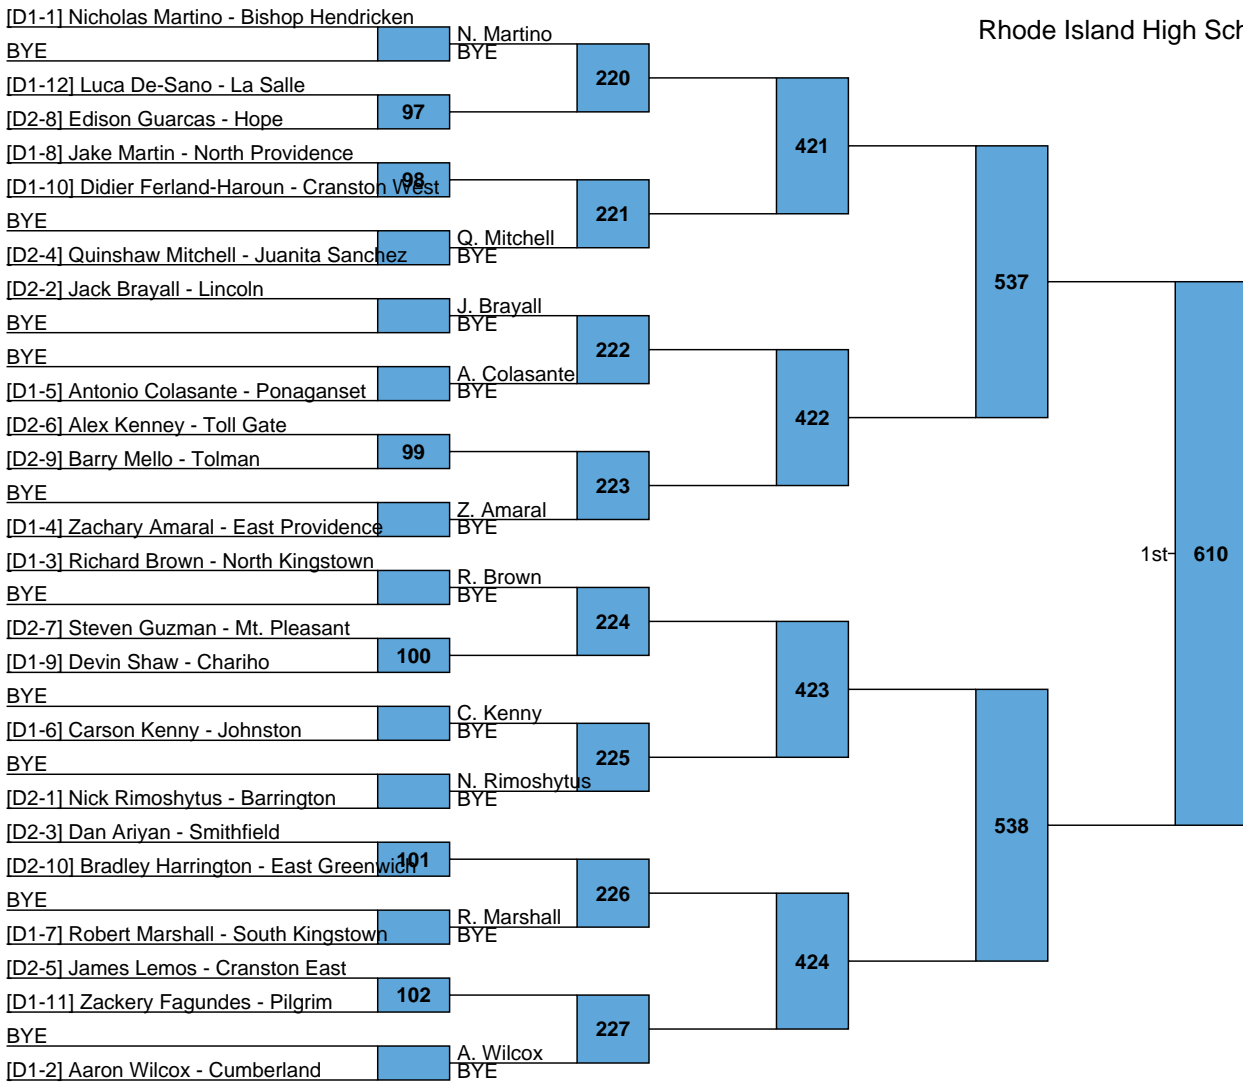 Rhode Island High Sch
[D1-1] Nicholas Martino - Bishop Hendricken
BYE
[D1-12] Luca De-Sano - La Salle
[D2-8] Edison Guarcas - Hope
[D1-8] Jake Martin - North Providence
[D1-10] Didier Ferland-Haroun - Cranston West
BYE
[D2-4] Quinshaw Mitchell - Juanita Sanchez
[D2-2] Jack Brayall - Lincoln
BYE
BYE
[D1-5] Antonio Colasante - Ponaganset
[D2-6] Alex Kenney - Toll Gate
[D2-9] Barry Mello - Tolman
BYE
[D1-4] Zachary Amaral - East Providence
[D1-3] Richard Brown - North Kingstown
BYE
[D2-7] Steven Guzman - Mt. Pleasant
[D1-9] Devin Shaw - Chariho
BYE
[D1-6] Carson Kenny - Johnston
BYE
[D2-1] Nick Rimoshytus - Barrington
[D2-3] Dan Ariyan - Smithfield
[D2-10] Bradley Harrington - East Greenwich
BYE
[D1-7] Robert Marshall - South Kingstown
[D2-5] James Lemos - Cranston East
[D1-11] Zackery Fagundes - Pilgrim
BYE
[D1-2] Aaron Wilcox - Cumberland
97
98
99
100
101
102
N. Martino
BYE
Q. Mitchell
BYE
J. Brayall
BYE
A. Colasante
BYE
Z. Amaral
BYE
R. Brown
BYE
C. Kenny
BYE
N. Rimoshytus
BYE
R. Marshall
BYE
A. Wilcox
BYE
220
221
222
223
224
225
226
227
421
422
423
424
537
538
1st
610